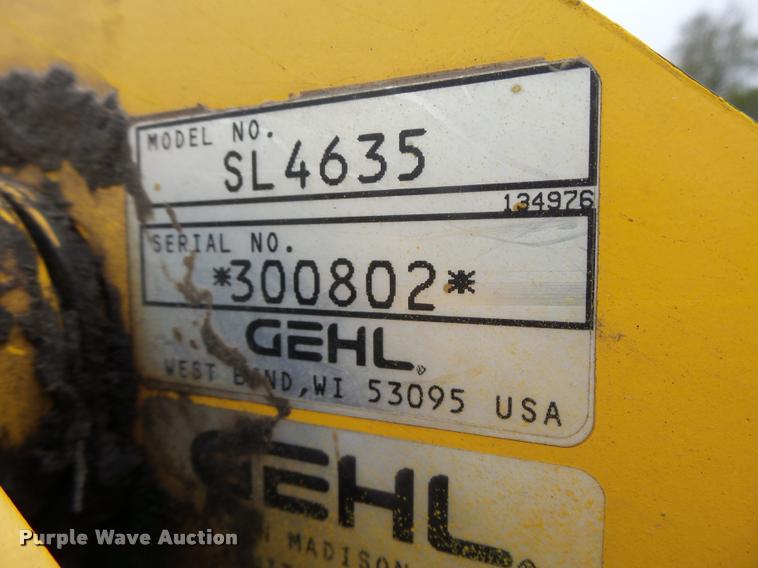 MODEL NO.
SL4635
134976
SERIAL NO.
*300802*
GEHL®
WEST BEND, WI 53095 USA
GEHL®
MADISON
Purple Wave Auction